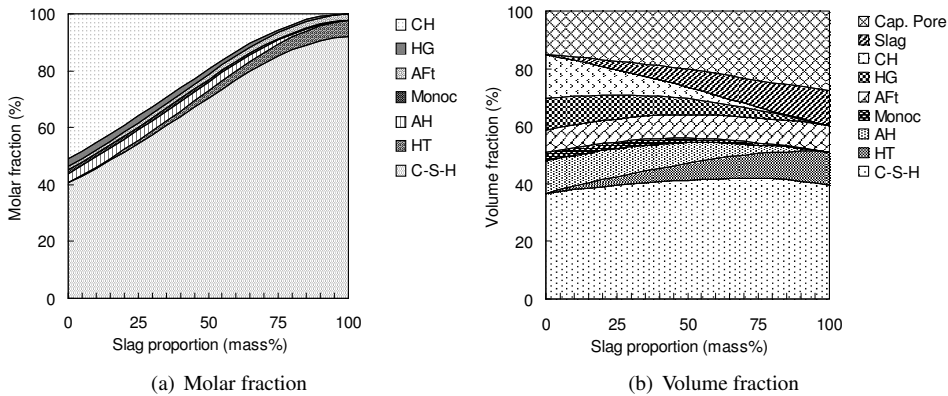 Molar fraction (%)
100
80
60
40
20
0
0 25 50 75 100
Slag proportion (mass%)
CH
HG
AFt
Monoc
AH
HT
C-S-H
(a) Molar fraction
Volume fraction (%)
100
80
60
40
20
0
0 25 50 75 100
Slag proportion (mass%)
Cap. Pore
Slag
CH
HG
AFt
Monoc
AH
HT
C-S-H
(b) Volume fraction